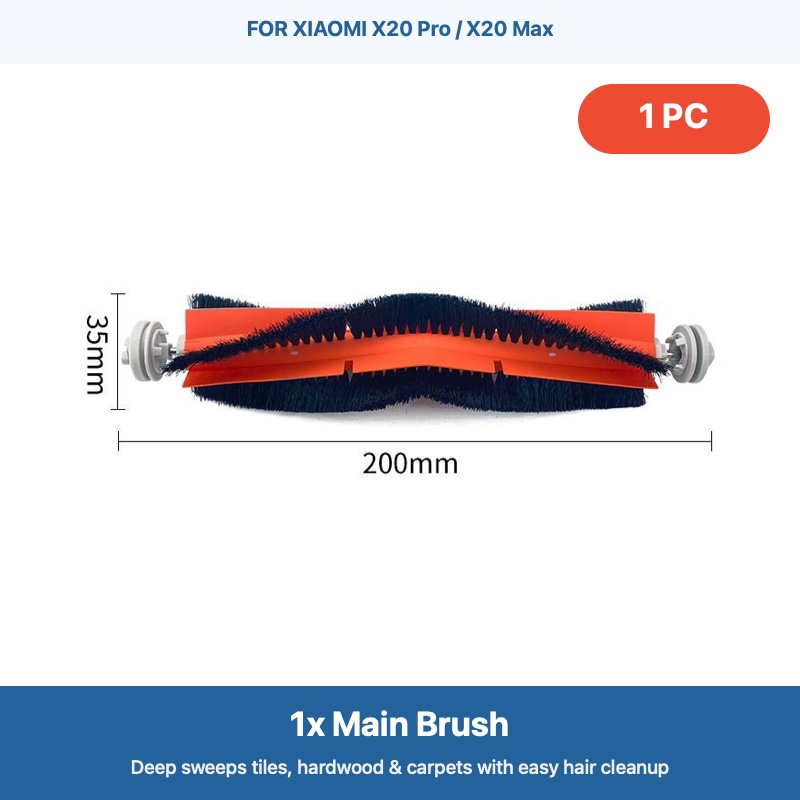 FOR XIAOMI X20 Pro / X20 Max
1 PC
35mm
200mm
1x Main Brush
Deep sweeps tiles, hardwood & carpets with easy hair cleanup